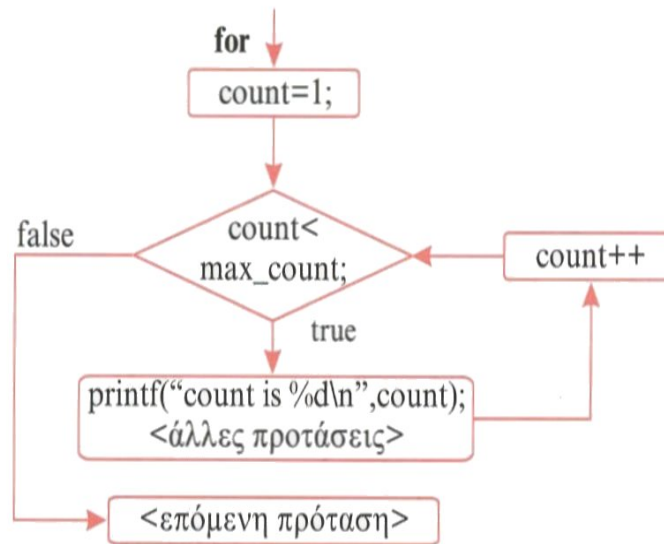 for
count=1;
count<
max_count;
false
count++
true
printf(“count is %d\n”,count);
<άλλες προτάσεις>
<επόμενη πρόταση>